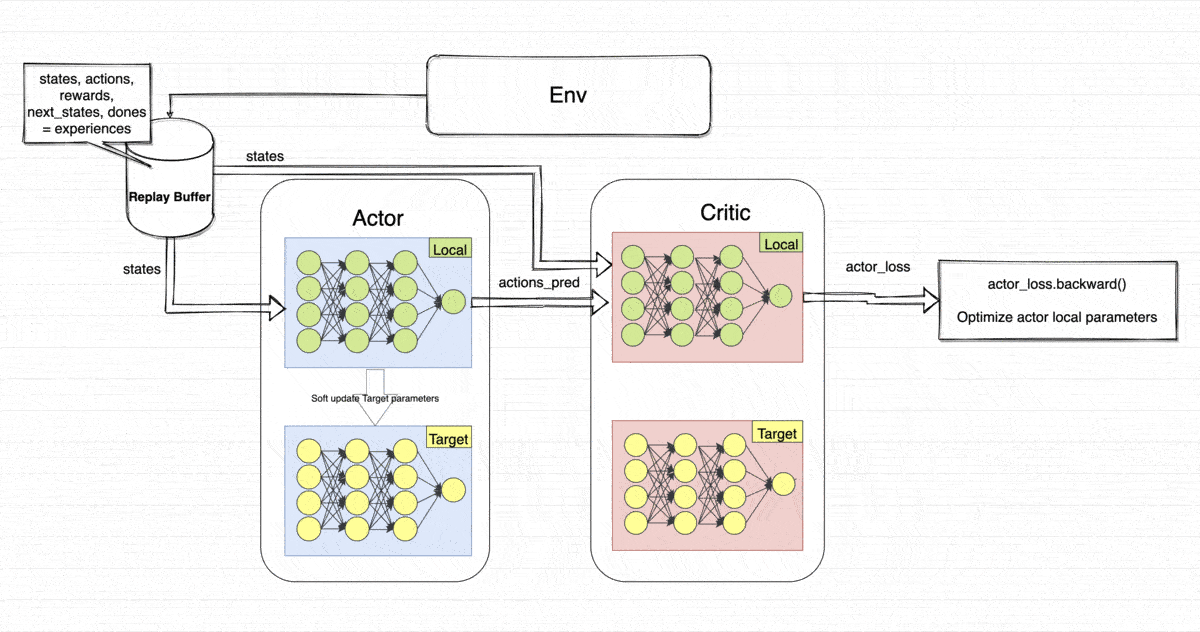 states, actions,
rewards,
next_states, dones
= experiences
Env
Replay Buffer
states
states
Actor
Local
Soft update Target parameters
Target
actions_pred
Critic
Local
Target
actor_loss
actor_loss.backward()
Optimize actor local parameters